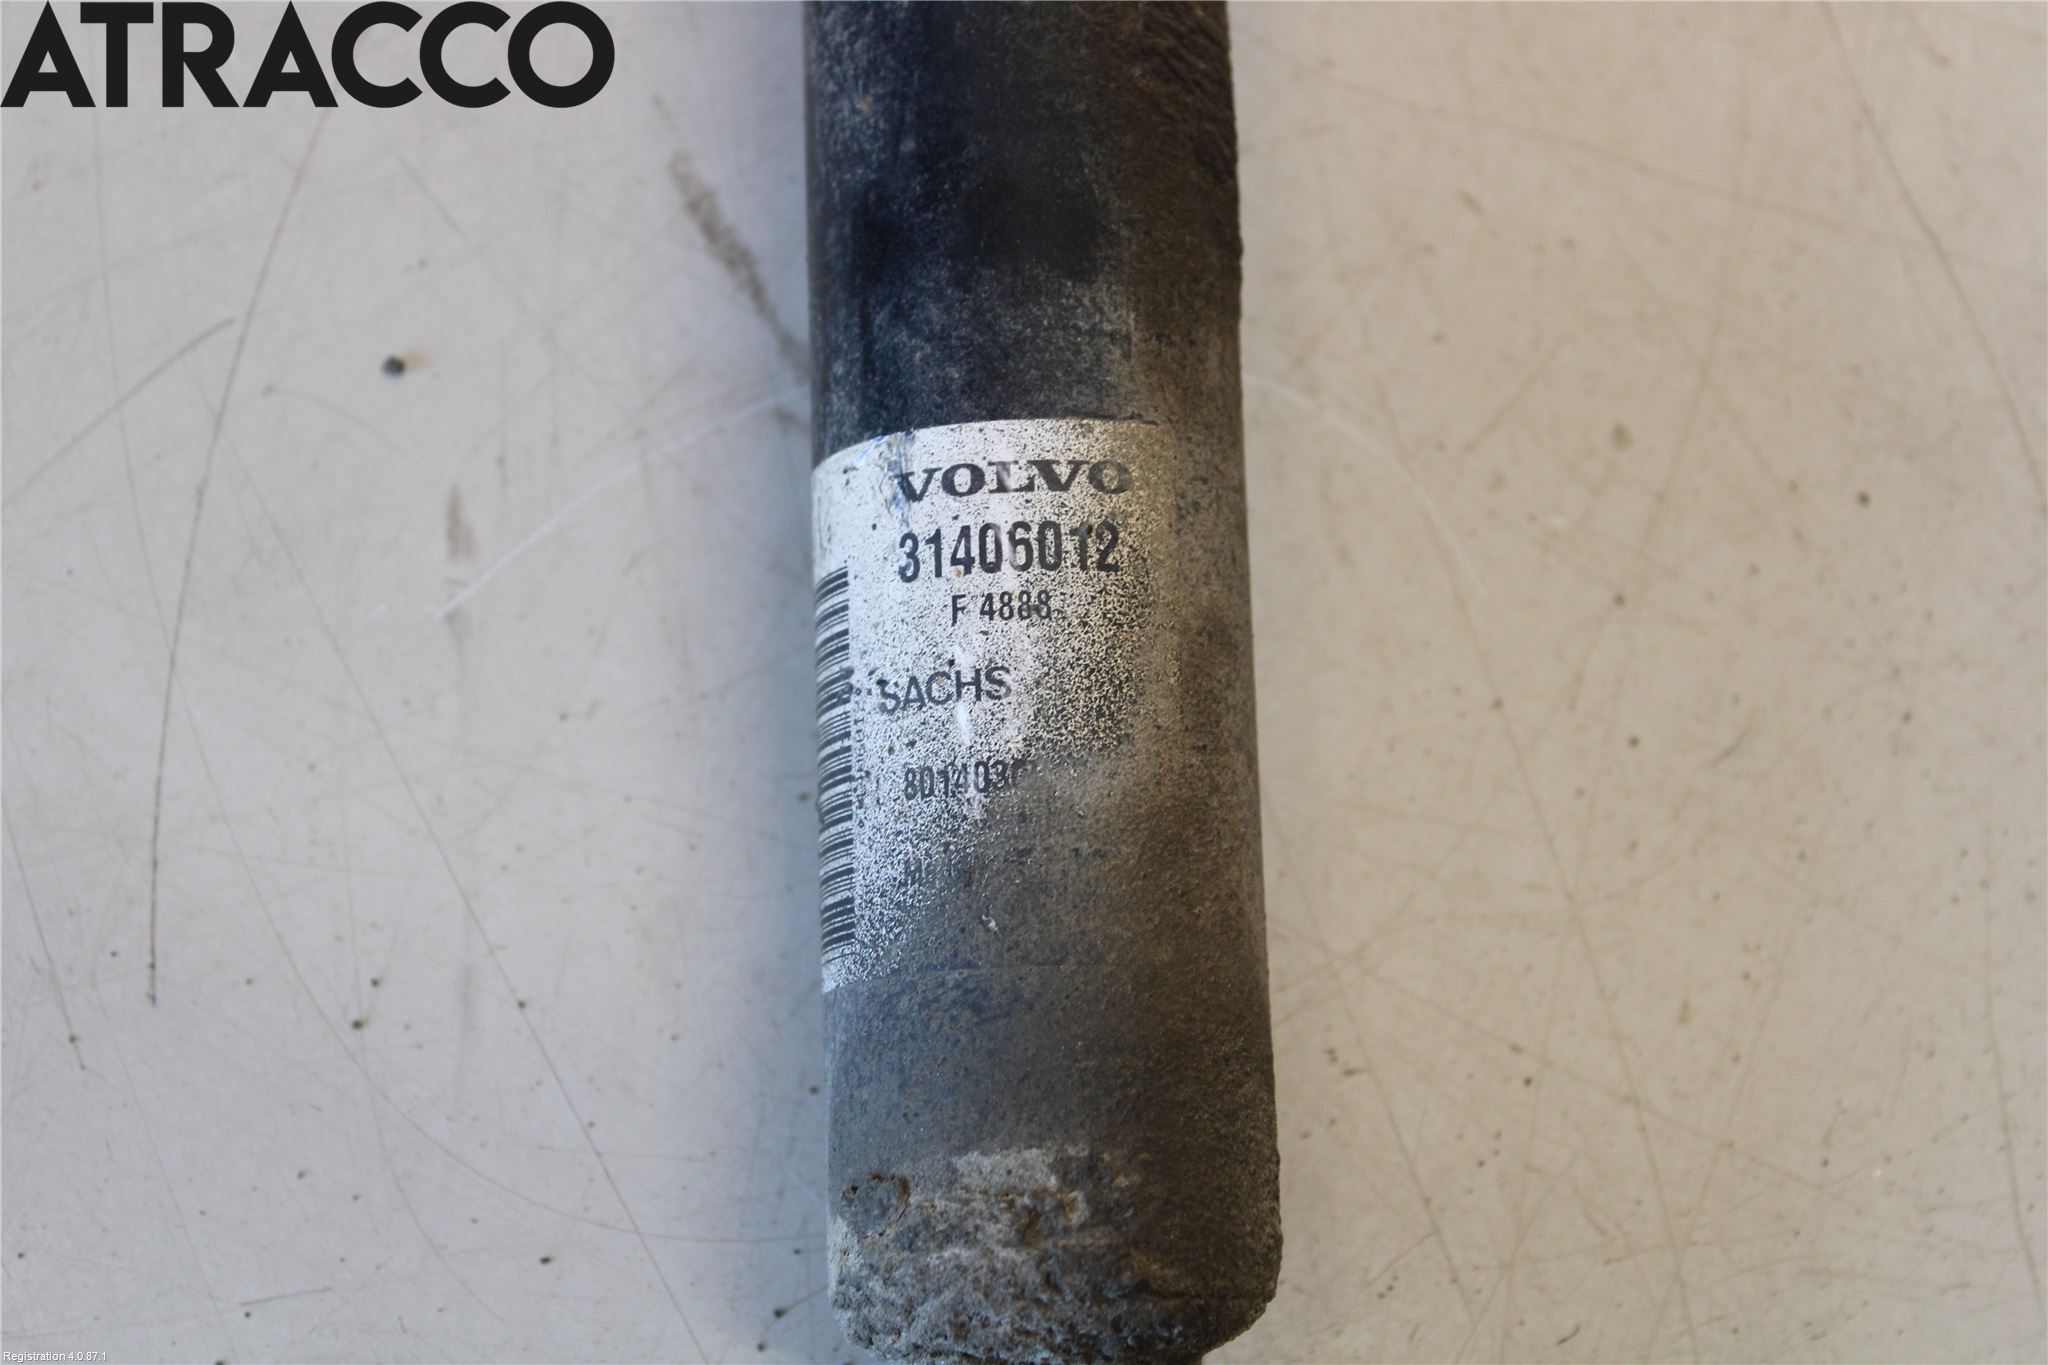 ATRACCO
VOLVO
31406012
F 4888
SACHS
Registration 4.0.87.1